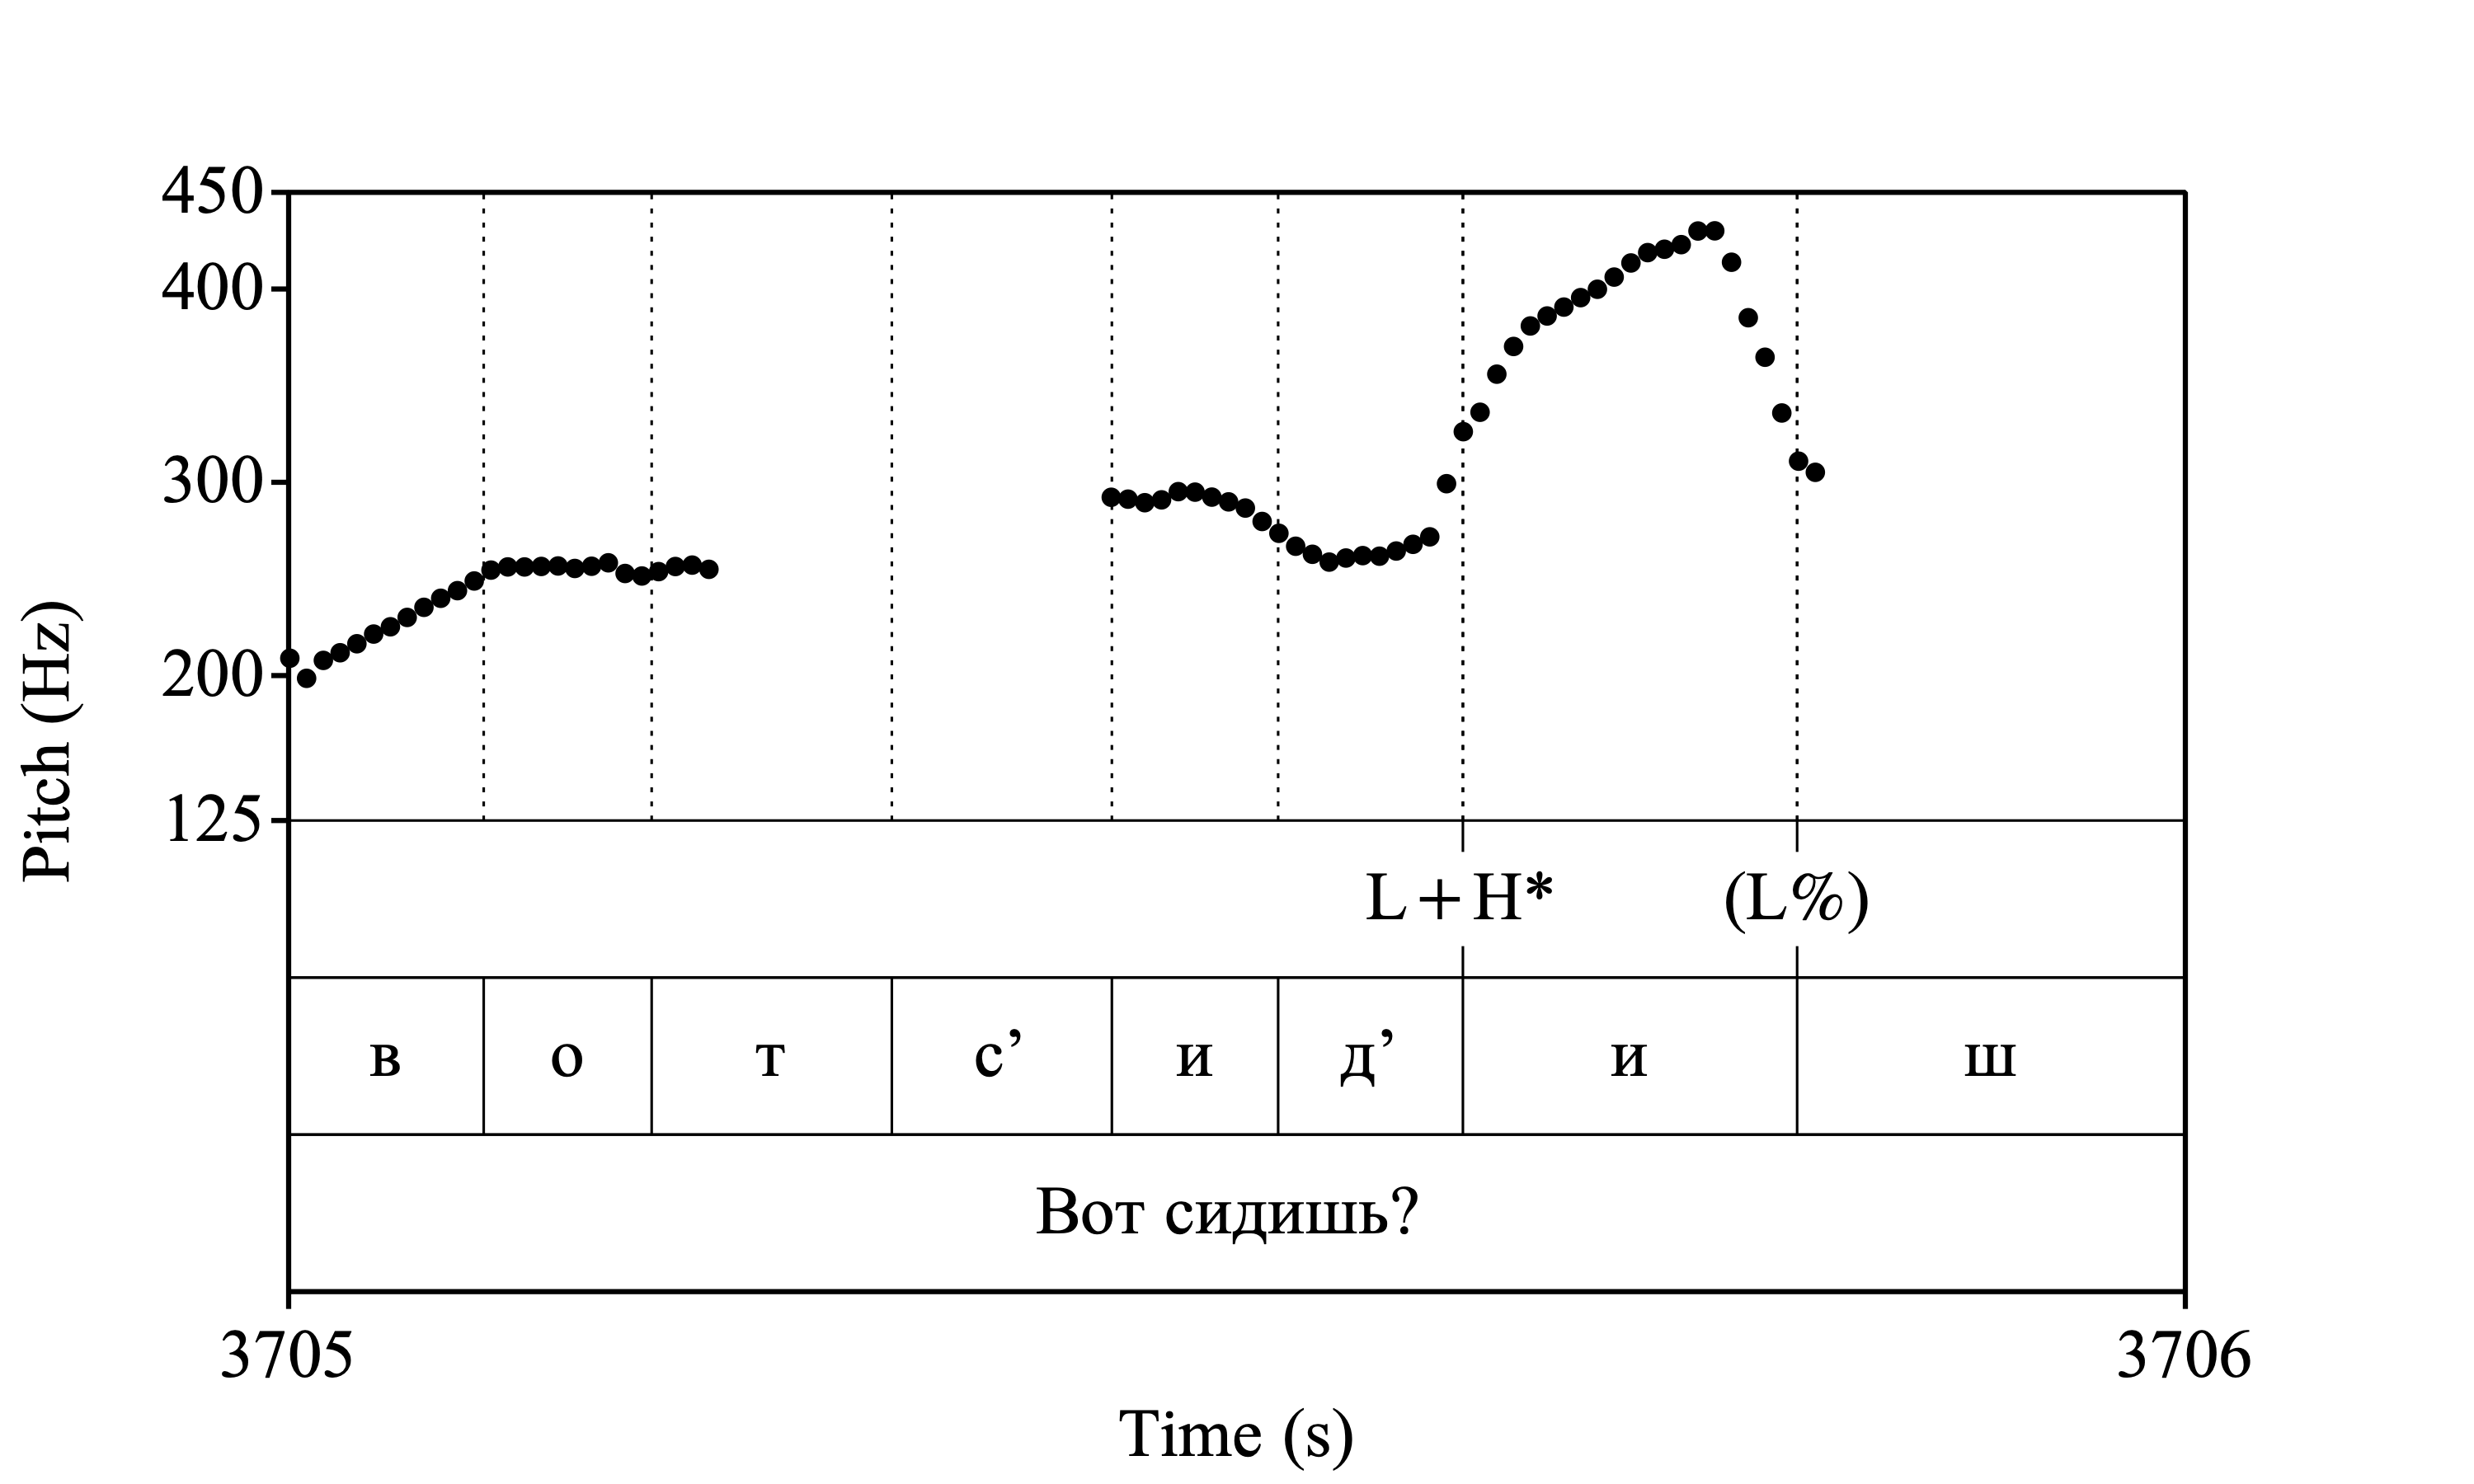 450
400
300
200
125
Pitch (Hz)
L+H* (L%)
в о т с’ и д’ и ш
Вот сидишь?
3705 3706
Time (s)